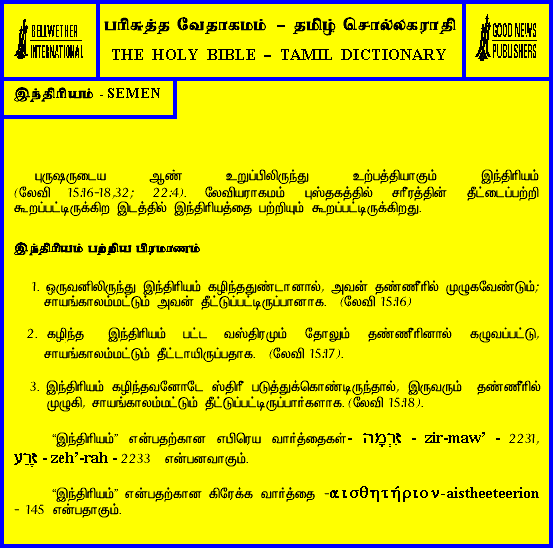 BELLWETHER
INTERNATIONAL
பரிசுத்த வேதாகமம் – தமிழ் சொல்லகராதி
THE HOLY BIBLE – TAMIL DICTIONARY
GOOD NEWS
PUBLISHERS
இந்திரியம் - SEMEN
புருஷருடைய ஆண் உறுப்பிலிருந்து உற்பத்தியாகும் இந்திரியம்
(லேவி 15:16-18,32; 22:4). லேவியராகமம் புஸ்தகத்தில் சரீரத்தின் தீட்டைப்பற்றி
கூறப்பட்டிருக்கிற இடத்தில் இந்திரியத்தை பற்றியும் கூறப்பட்டிருக்கிறது.
இந்திரியம் பற்றிய பிரமாணம்
1. ஒருவனிலிருந்து இந்திரியம் கழிந்ததுண்டானால், அவன் தண்ணீரில் முழுகவேண்டும்;
சாயங்காலம்மட்டும் அவன் தீட்டுப்பட்டிருப்பானாக. (லேவி 15:16)
2. கழிந்த இந்திரியம் பட்ட வஸ்திரமும் தோலும் தண்ணீரினால் கழுவப்பட்டு,
சாயங்காலம்மட்டும் தீட்டாயிருப்பதாக. (லேவி 15:17).
3. இந்திரியம் கழிந்தவனோடே ஸ்திரீ படுத்துக்கொண்டிருந்தால், இருவரும் தண்ணீரில்
முழுகி, சாயங்காலம்மட்டும் தீட்டுப்பட்டிருப்பார்களாக. (லேவி 15:18).
“இந்திரியம்” என்பதற்கான எபிரெய வார்த்தைகள்- זִרְמָה - zir-maw’ - 2231,
זֶרַע - zeh’-rah - 2233 என்பனவாகும்.
“இந்திரியம்” என்பதற்கான கிரேக்க வார்த்தை -αισθητήριον-aistheeteerion
- 145 என்பதாகும்.